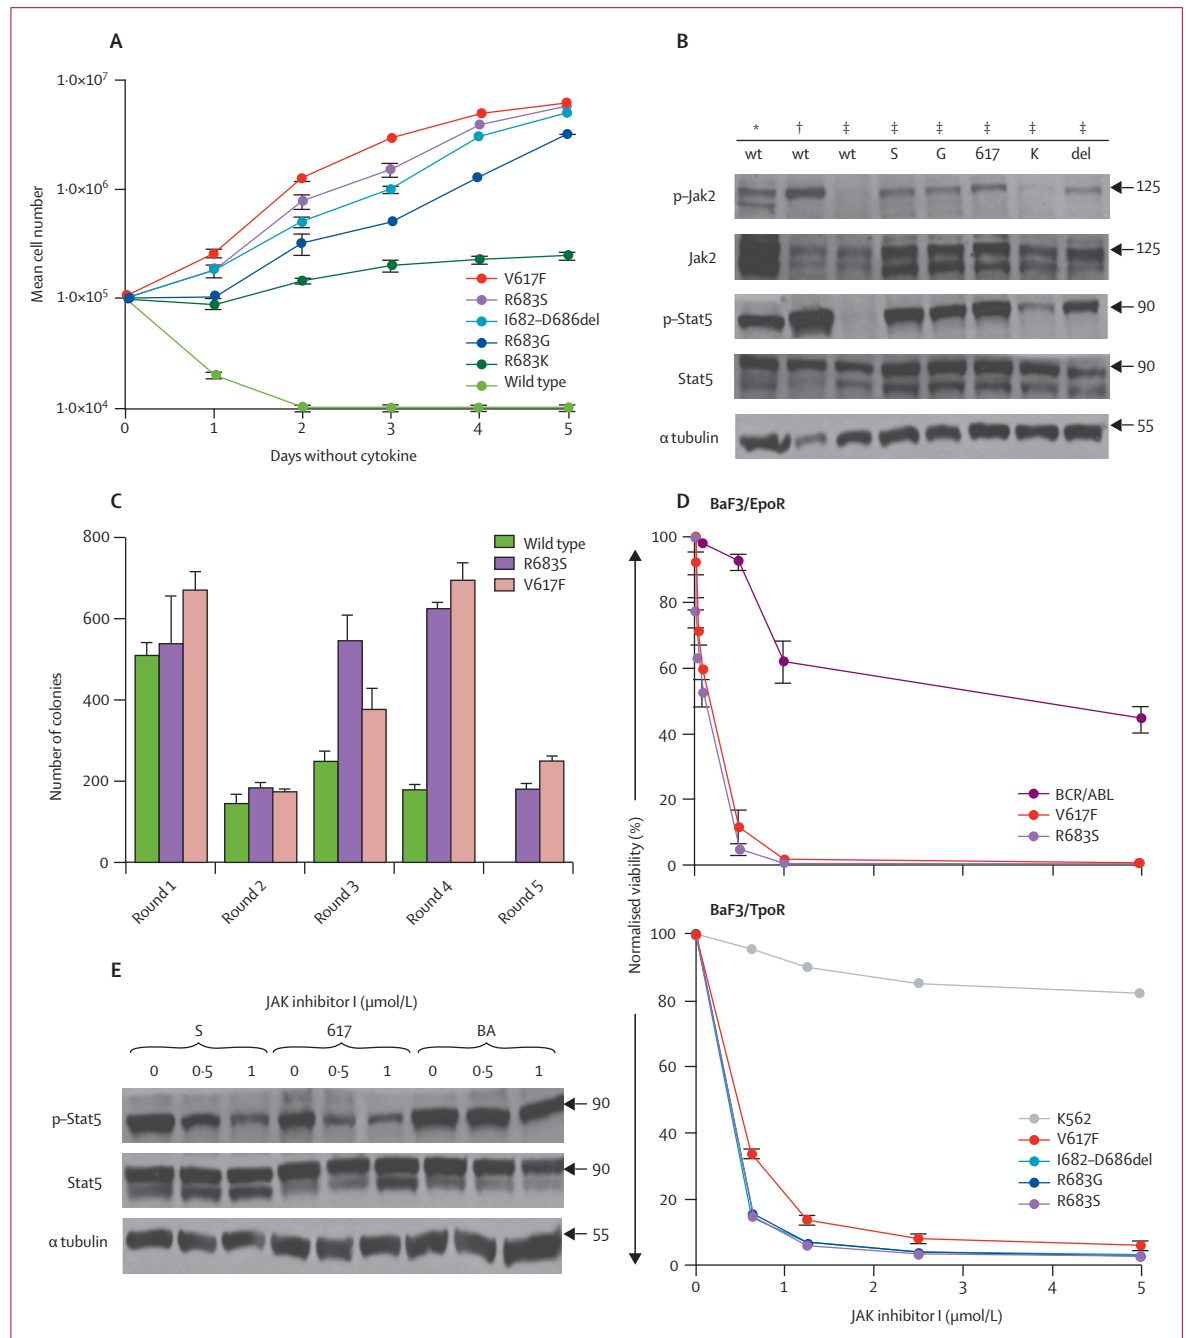 A
1·0×10⁷
1·0×10⁶
1·0×10⁵
1·0×10⁴
Mean cell number
0 1 2 3 4 5
Days without cytokine
V617F
R683S
I682–D686del
R683G
R683K
Wild type
B
* † ‡ ‡ ‡ ‡ ‡ ‡
wt wt wt S G 617 K del
p–Jak2 125
Jak2 125
p–Stat5 90
Stat5 90
α tubulin 55
C
800
600
400
200
0
Number of colonies
Wild type
R683S
V617F
Round 1 Round 2 Round 3 Round 4 Round 5
D BaF3/EpoR
100
80
60
40
20
0
BCR/ABL
V617F
R683S
Normalised viability (%)
BaF3/TpoR
100
80
60
40
20
0
K562
V617F
I682–D686del
R683G
R683S
0 1 2 3 4 5
JAK inhibitor I (µmol/L)
E
JAK inhibitor I (µmol/L)
S 617 BA
0 0·5 1 0 0·5 1 0 0·5 1
p–Stat5 90
Stat5 90
α tubulin 55